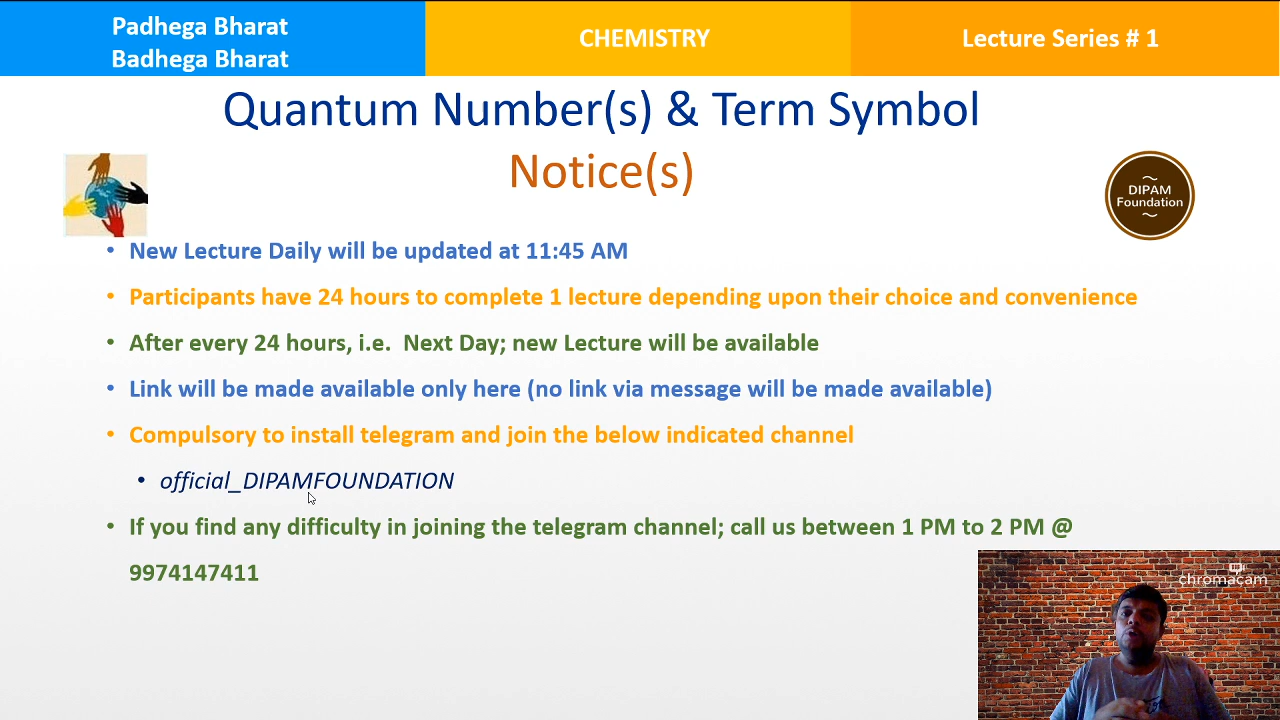 Padhega Bharat
Badhega Bharat
CHEMISTRY
Lecture Series # 1
Quantum Number(s) & Term Symbol
Notice(s)
DIPAM
Foundation
• New Lecture Daily will be updated at 11:45 AM
• Participants have 24 hours to complete 1 lecture depending upon their choice and convenience
• After every 24 hours, i.e. Next Day; new Lecture will be available
• Link will be made available only here (no link via message will be made available)
• Compulsory to install telegram and join the below indicated channel
• official_DIPAMFOUNDATION
• If you find any difficulty in joining the telegram channel; call us between 1 PM to 2 PM @
9974147411
chromacam